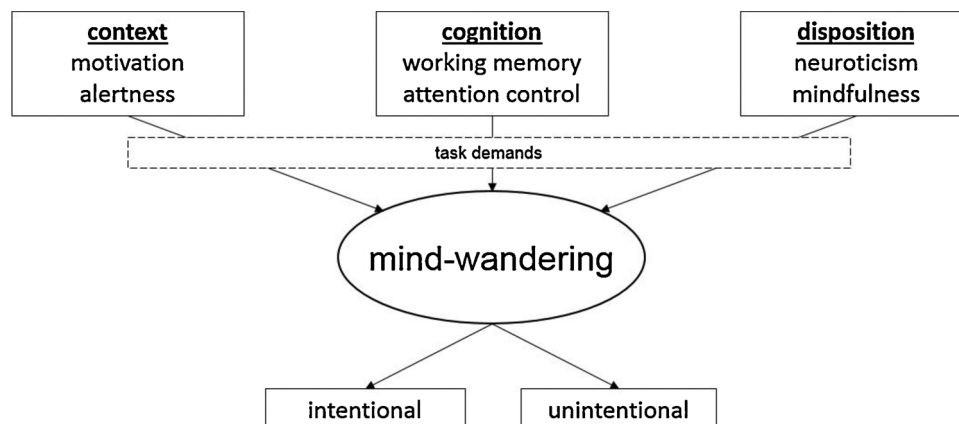 context
motivation
alertness
cognition
working memory
attention control
disposition
neuroticism
mindfulness
task demands
mind-wandering
intentional
unintentional